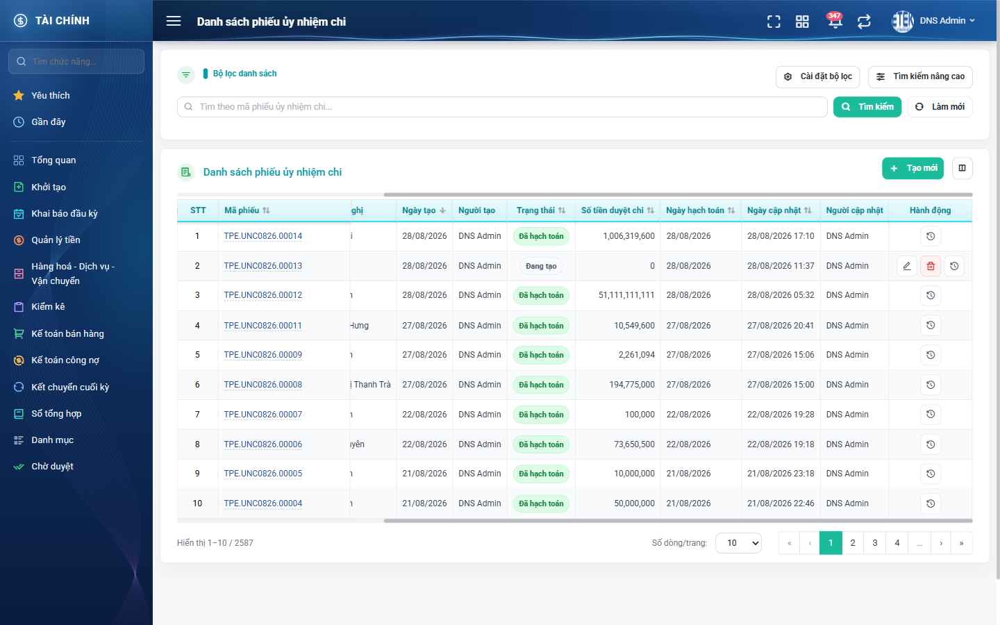 TÀI CHÍNH
Danh sách phiếu ủy nhiệm chi
347
DNS Admin
Tìm chức năng...
Yêu thích
Gần đây
Tổng quan
Khởi tạo
Khai báo đầu kỳ
Quản lý tiền
Hàng hoá - Dịch vụ -
Vận chuyển
Kiểm kê
Kế toán bán hàng
Kế toán công nợ
Kết chuyển cuối kỳ
Sổ tổng hợp
Danh mục
Chờ duyệt
Bộ lọc danh sách
Cài đặt bộ lọc
Tìm kiếm nâng cao
Tìm theo mã phiếu ủy nhiệm chi...
Tìm kiếm
Làm mới
Danh sách phiếu ủy nhiệm chi
Tạo mới
STT Mã phiếu nghị Ngày tạo Người tạo Trạng thái Số tiền duyệt chi Ngày hạch toán Ngày cập nhật Người cập nhật Hành động
1 TPE.UNC0826.00014 i 28/08/2026 DNS Admin Đã hạch toán 1,006,319,600 28/08/2026 28/08/2026 17:10 DNS Admin
2 TPE.UNC0826.00013 28/08/2026 DNS Admin Đang tạo 0 28/08/2026 28/08/2026 11:37 DNS Admin
3 TPE.UNC0826.00012 n 28/08/2026 DNS Admin Đã hạch toán 51,111,111,111 28/08/2026 28/08/2026 05:32 DNS Admin
4 TPE.UNC0826.00011 Hưng 27/08/2026 DNS Admin Đã hạch toán 10,549,600 27/08/2026 27/08/2026 20:41 DNS Admin
5 TPE.UNC0826.00009 n 27/08/2026 DNS Admin Đã hạch toán 2,261,094 27/08/2026 27/08/2026 15:06 DNS Admin
6 TPE.UNC0826.00008 ị Thanh Trà 27/08/2026 DNS Admin Đã hạch toán 194,775,000 27/08/2026 27/08/2026 15:00 DNS Admin
7 TPE.UNC0826.00007 n 22/08/2026 DNS Admin Đã hạch toán 100,000 22/08/2026 22/08/2026 19:28 DNS Admin
8 TPE.UNC0826.00006 uyên 22/08/2026 DNS Admin Đã hạch toán 73,650,500 22/08/2026 22/08/2026 19:18 DNS Admin
9 TPE.UNC0826.00005 n 21/08/2026 DNS Admin Đã hạch toán 10,000,000 21/08/2026 21/08/2026 23:18 DNS Admin
10 TPE.UNC0826.00004 n 21/08/2026 DNS Admin Đã hạch toán 50,000,000 21/08/2026 21/08/2026 22:46 DNS Admin
Hiển thị 1–10 / 2587
Số dòng/trang: 10
« ‹ 1 2 3 4 ... › »